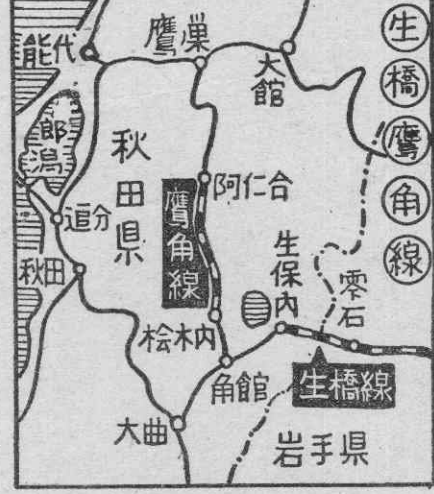 生橋鷹角線
能代
鷹巣
大館
郎潟
秋田県
阿仁合
鷹角線
追分
生保内
雫石
秋田
桧木内
角館
生橋線
大曲
岩手県